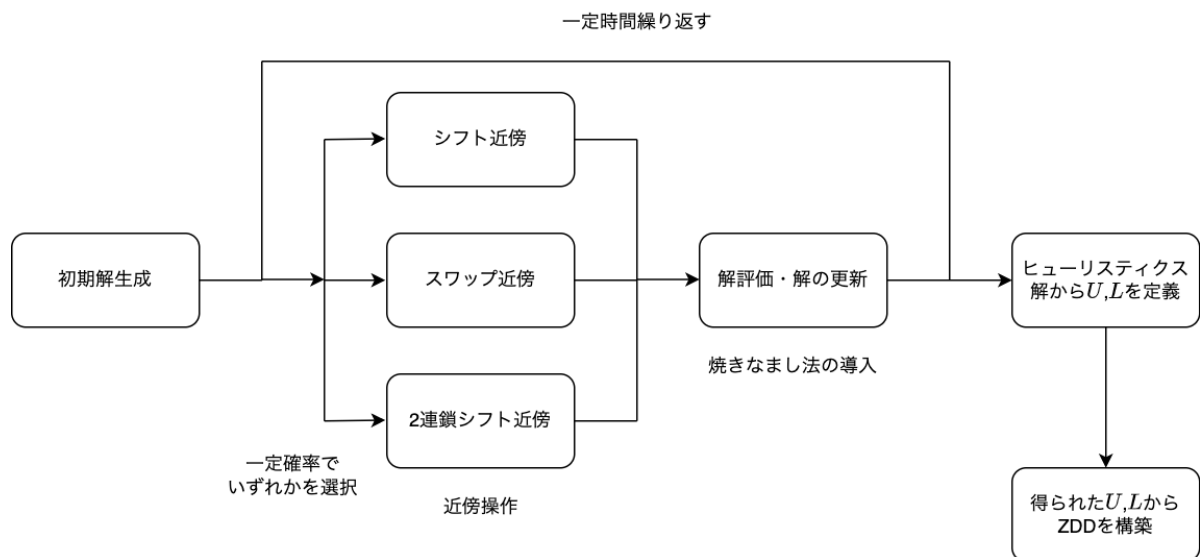 一定時間繰り返す
シフト近傍
初期解生成
スワップ近傍
解評価・解の更新
ヒューリスティクス
解からU,Lを定義
焼きなまし法の導入
2連鎖シフト近傍
一定確率で
いずれかを選択
近傍操作
得られたU,Lから
ZDDを構築